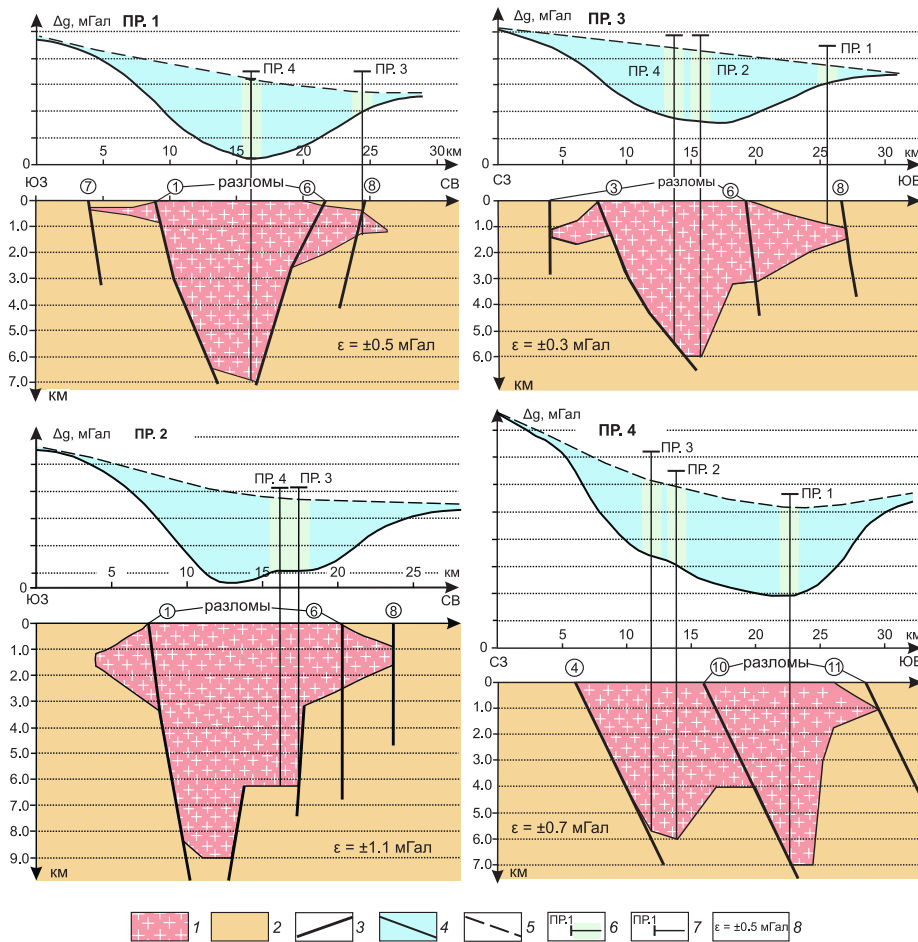 Δg, мГал ПР. 1
ПР. 4
ПР. 3
0
5
10
15
20
25
30
км
ЮЗ
СВ
7
1
разломы
6
8
0
1.0
2.0
3.0
4.0
5.0
6.0
7.0
ε = ±0.5 мГал
км
Δg, мГал ПР. 3
ПР. 4
ПР. 2
ПР. 1
0
5
10
15
20
25
км
СЗ
ЮВ
3
разломы
6
8
0
1.0
2.0
3.0
4.0
5.0
6.0
ε = ±0.3 мГал
км
Δg, мГал ПР. 2
ПР. 4
ПР. 3
0
5
10
15
20
25
км
ЮЗ
СВ
1
разломы
6
8
0
1.0
2.0
3.0
4.0
5.0
6.0
8.0
9.0
ε = ±1.1 мГал
км
Δg, мГал ПР. 4
ПР. 3
ПР. 2
ПР. 1
0
5
10
15
20
25
30
км
СЗ
ЮВ
4
10
разломы
11
0
1.0
2.0
3.0
4.0
5.0
6.0
7.0
ε = ±0.7 мГал
км
1
2
3
4
5
ПР.1
6
ПР.1
7
ε = ±0.5 мГал
8